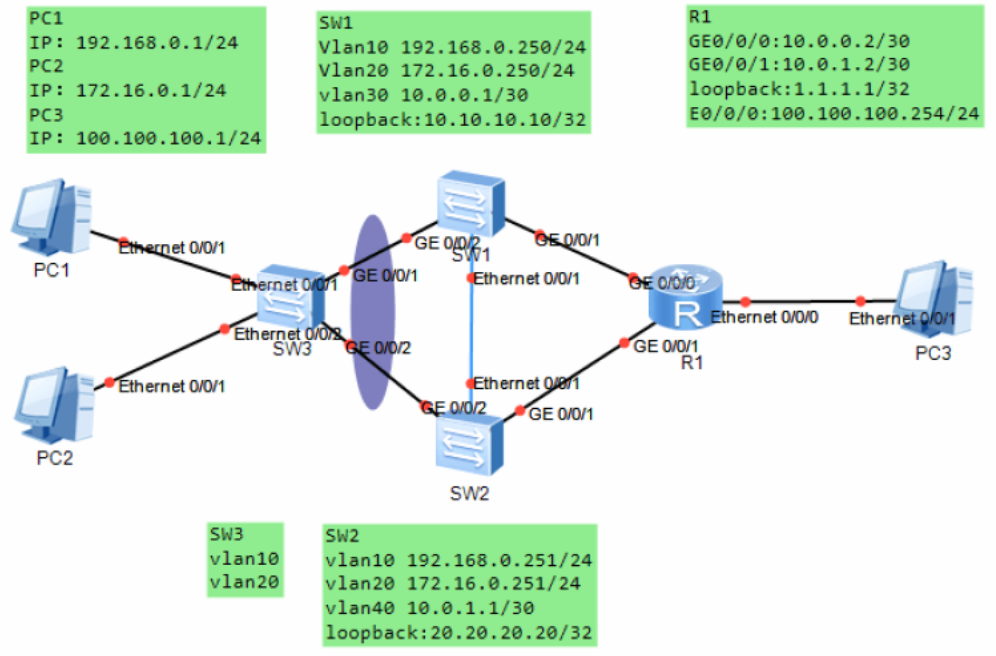 PC1
IP: 192.168.0.1/24
PC2
IP: 172.16.0.1/24
PC3
IP: 100.100.100.1/24
SW1
Vlan10 192.168.0.250/24
Vlan20 172.16.0.250/24
vlan30 10.0.0.1/30
loopback:10.10.10.10/32
R1
GE0/0/0:10.0.0.2/30
GE0/0/1:10.0.1.2/30
loopback:1.1.1.1/32
E0/0/0:100.100.100.254/24
Ethernet 0/0/1
PC1
GE 0/0/2
SW1
GE 0/0/1
GE 0/0/1
Ethernet 0/0/1
Ethernet 0/0/1
GE 0/0/0
R
Ethernet 0/0/0
Ethernet 0/0/1
PC3
Ethernet 0/0/2
SW3
GE 0/0/2
GE 0/0/1
R1
Ethernet 0/0/1
PC2
Ethernet 0/0/1
GE 0/0/2
GE 0/0/1
SW2
SW3
vlan10
vlan20
SW2
vlan10 192.168.0.251/24
vlan20 172.16.0.251/24
vlan40 10.0.1.1/30
loopback:20.20.20.20/32